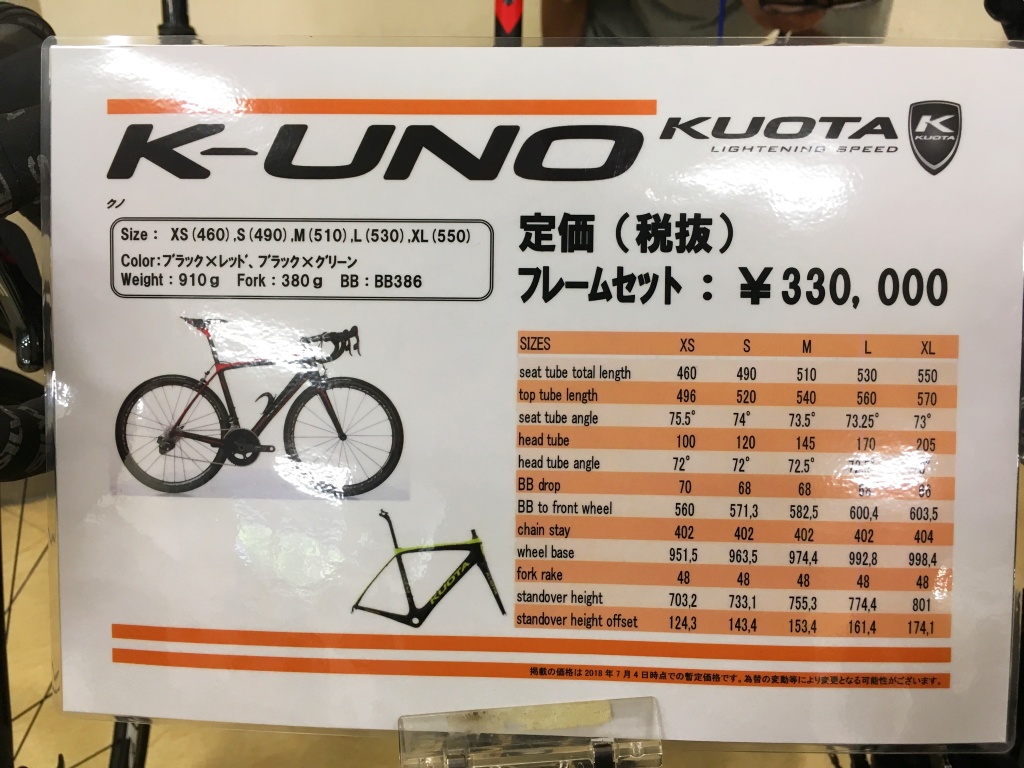 K-UNO
KUOTA
LIGHTENING SPEED
K
KUOTA
クノ
Size： XS(460),S(490),M(510),L(530),XL(550)
Color：ブラック×レッド、ブラック×グリーン
Weight：910g Fork：380g BB：BB386
定価（税抜）
フレームセット：￥330,000
SIZES XS S M L XL
seat tube total length 460 490 510 530 550
top tube length 496 520 540 560 570
seat tube angle 75.5° 74° 73.5° 73.25° 73°
head tube 100 120 145 170 205
head tube angle 72° 72° 72.5°
BB drop 70 68 68
BB to front wheel 560 571,3 582,5 600,4 603,5
chain stay 402 402 402 402 404
wheel base 951,5 963,5 974,4 992,8 998,4
fork rake 48 48 48 48 48
standover height 703,2 733,1 755,3 774,4 801
standover height offset 124,3 143,4 153,4 161,4 174,1
KUOTA
掲載の価格は2018年7月4日時点での暫定価格です。為替の変動等により変更となる可能性がございます。